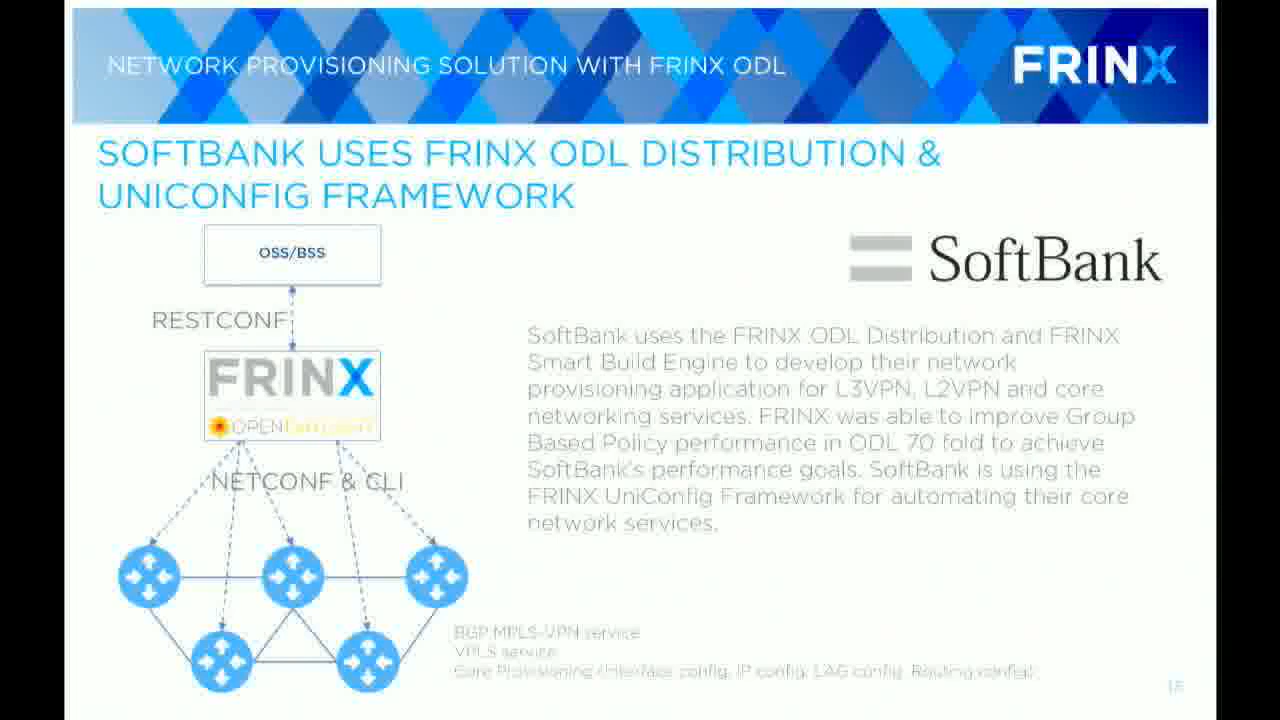 NETWORK PROVISIONING SOLUTION WITH FRINX ODL
FRINX
SOFTBANK USES FRINX ODL DISTRIBUTION &
UNICONFIG FRAMEWORK
OSS/BSS
SoftBank
RESTCONF
SoftBank uses the FRINX ODL Distribution and FRINX
Smart Build Engine to develop their network
provisioning application for L3VPN, L2VPN and core
networking services. FRINX was able to improve Group
Based Policy performance in ODL 70 fold to achieve
SoftBank's performance goals. SoftBank is using the
FRINX UniConfig Framework for automating their core
network services.
FRINX
OPENDAYLIGHT
NETCONF & CLI
BGP MPLS-VPN service
VPLS service
Core Provisioning (Interface config, IP config, LAG config, Routing config)